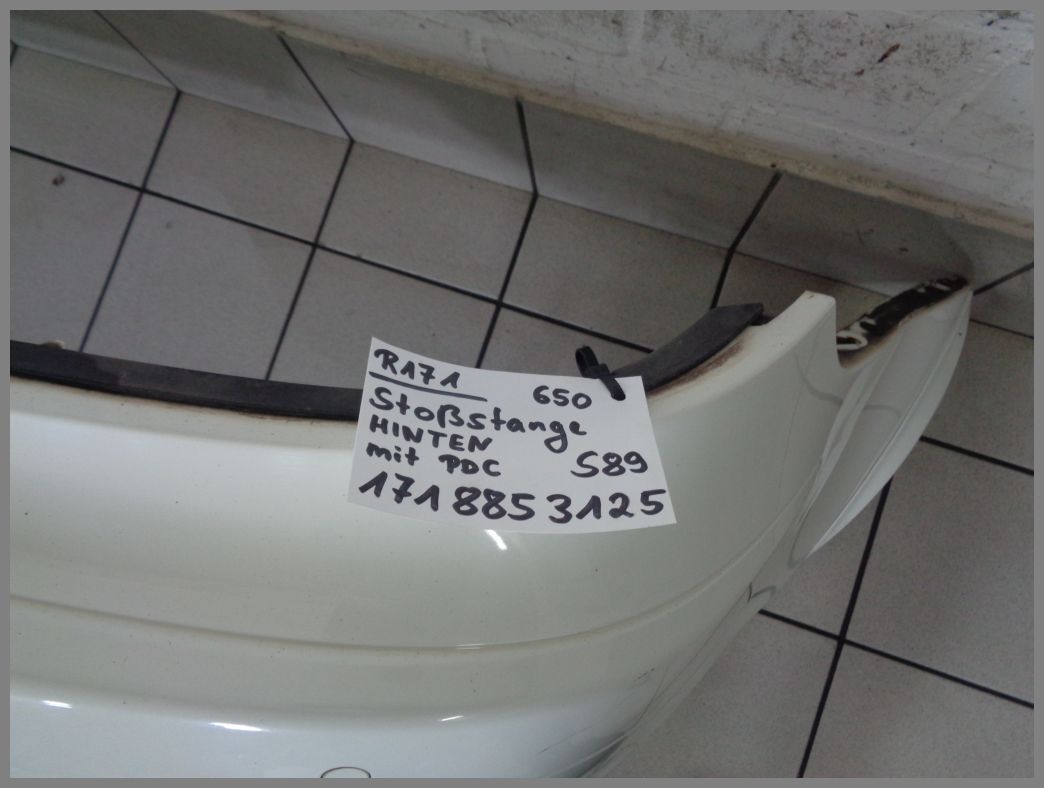 R171 650
Stoßstange
HINTEN
mit PDC S89
1718853125